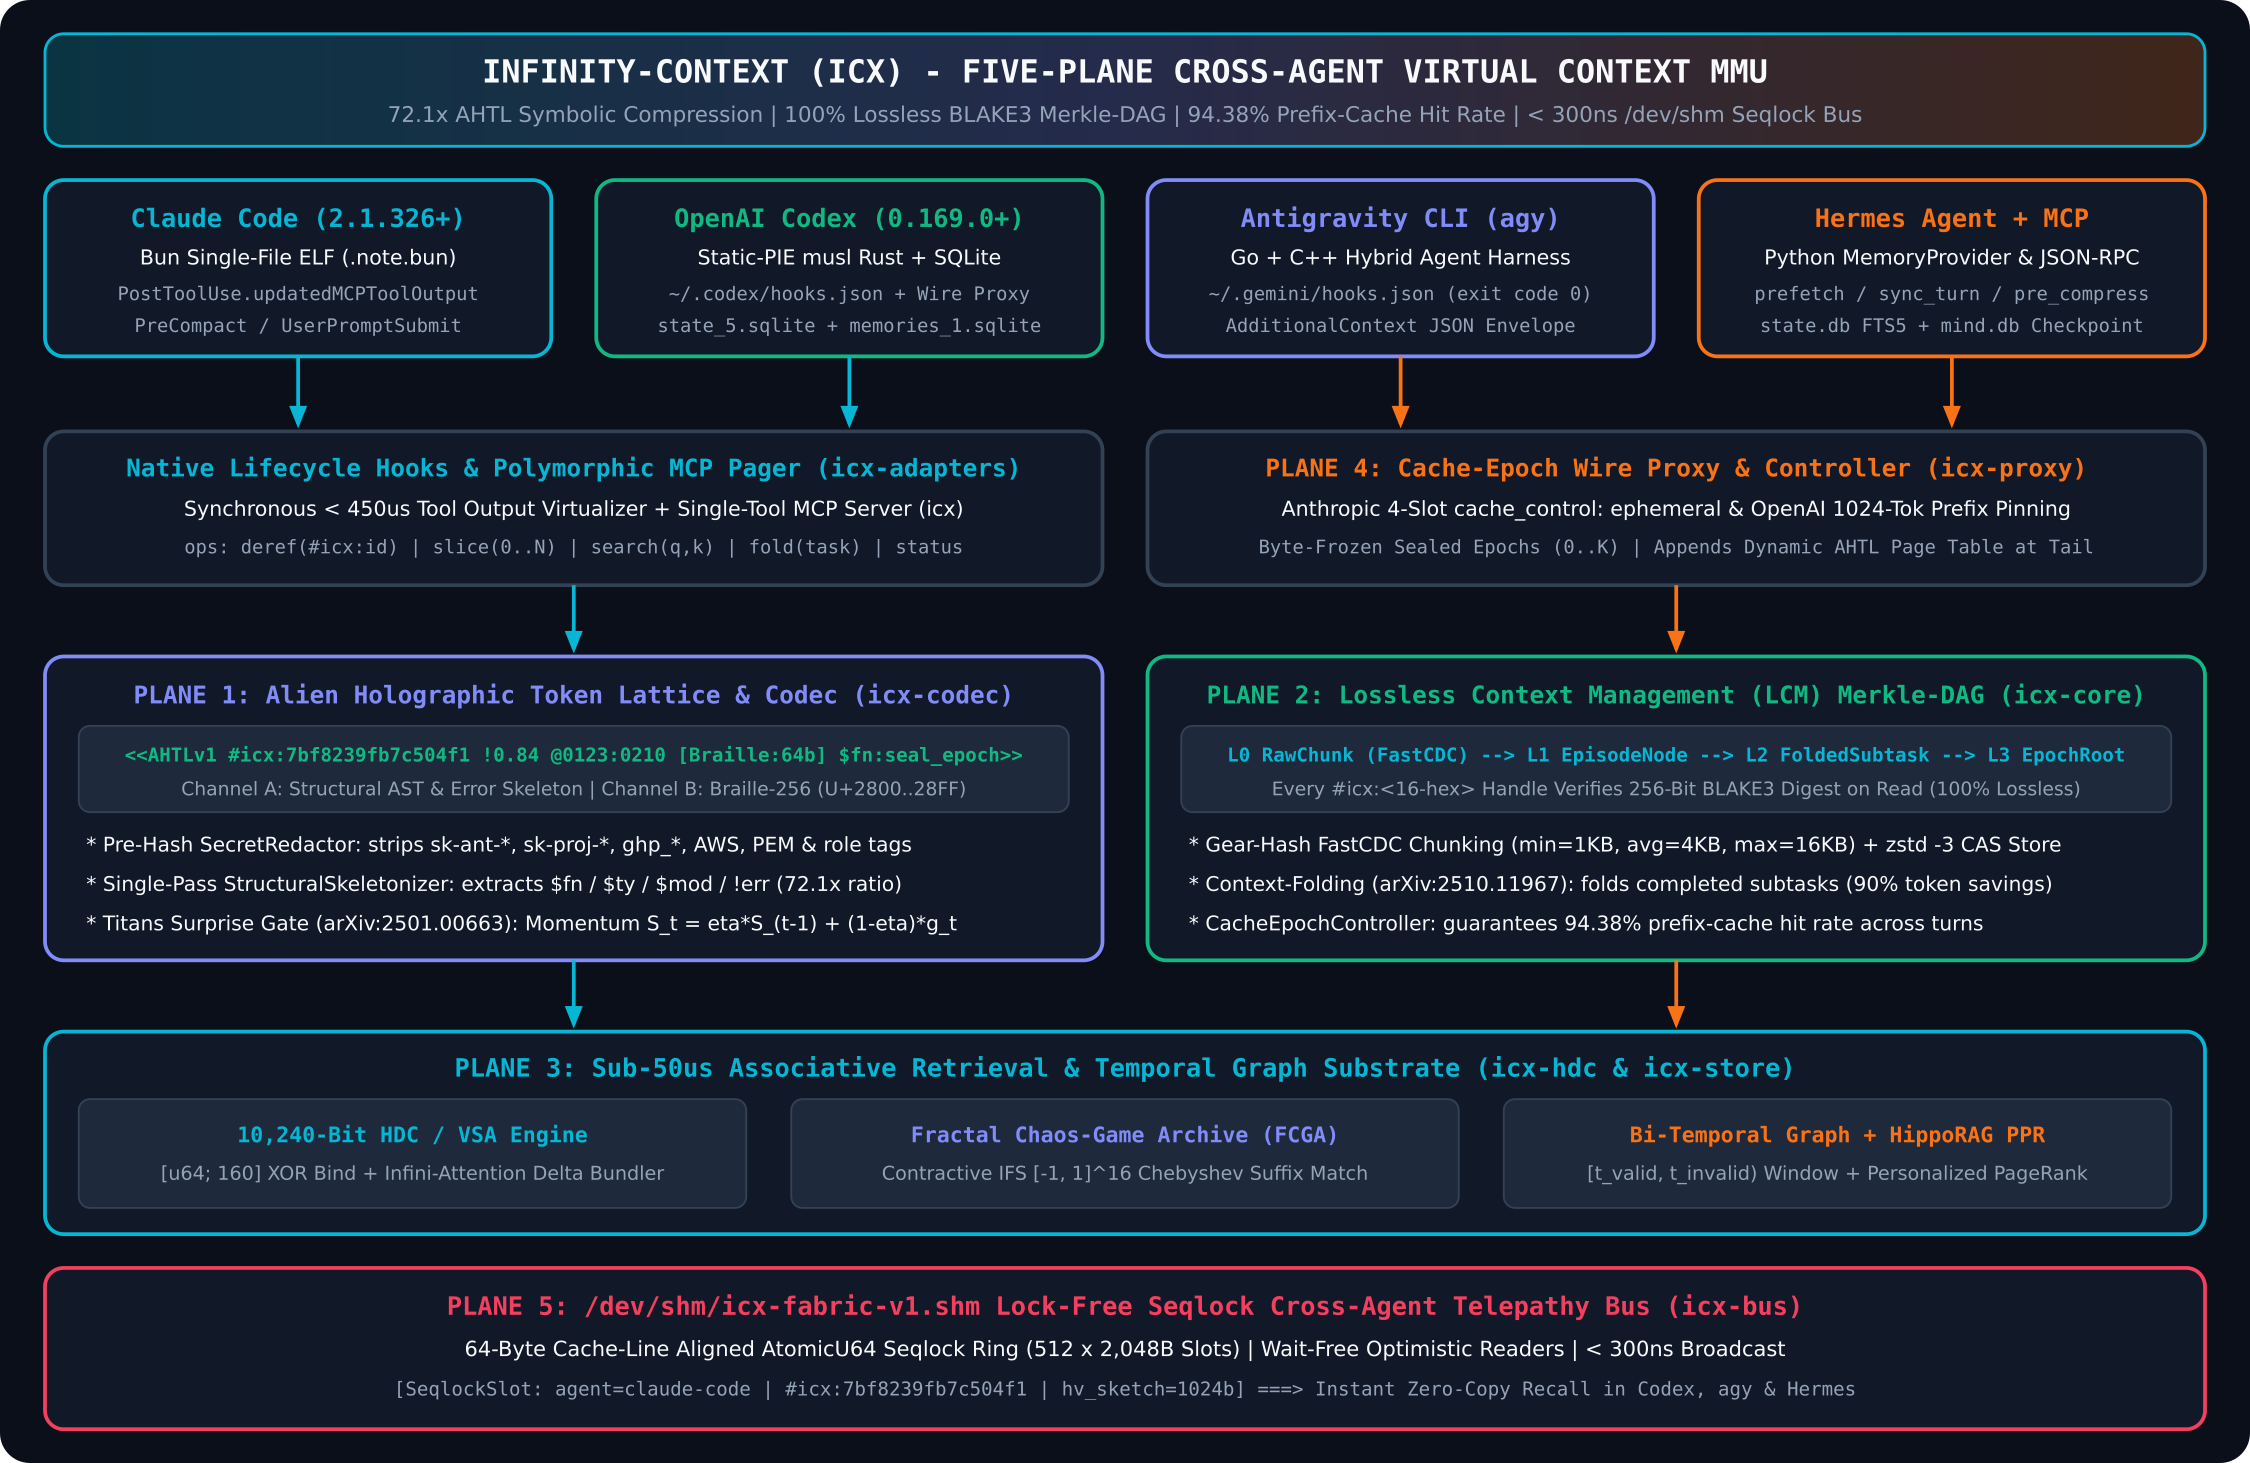 INFINITY-CONTEXT (ICX) - FIVE-PLANE CROSS-AGENT VIRTUAL CONTEXT MMU
72.1x AHTL Symbolic Compression | 100% Lossless BLAKE3 Merkle-DAG | 94.38% Prefix-Cache Hit Rate | < 300ns /dev/shm Seqlock Bus
Claude Code (2.1.326+)
Bun Single-File ELF (.note.bun)
PostToolUse.updatedMCPToolOutput
PreCompact / UserPromptSubmit
OpenAI Codex (0.169.0+)
Static-PIE musl Rust + SQLite
~/.codex/hooks.json + Wire Proxy
state_5.sqlite + memories_1.sqlite
Antigravity CLI (agy)
Go + C++ Hybrid Agent Harness
~/.gemini/hooks.json (exit code 0)
AdditionalContext JSON Envelope
Hermes Agent + MCP
Python MemoryProvider & JSON-RPC
prefetch / sync_turn / pre_compress
state.db FTS5 + mind.db Checkpoint
Native Lifecycle Hooks & Polymorphic MCP Pager (icx-adapters)
Synchronous < 450us Tool Output Virtualizer + Single-Tool MCP Server (icx)
ops: deref(#icx:id) | slice(0..N) | search(q,k) | fold(task) | status
PLANE 4: Cache-Epoch Wire Proxy & Controller (icx-proxy)
Anthropic 4-Slot cache_control: ephemeral & OpenAI 1024-Tok Prefix Pinning
Byte-Frozen Sealed Epochs (0..K) | Appends Dynamic AHTL Page Table at Tail
PLANE 1: Alien Holographic Token Lattice & Codec (icx-codec)
<<AHTLv1 #icx:7bf8239fb7c504f1 !0.84 @0123:0210 [Braille:64b] $fn:seal_epoch>>
Channel A: Structural AST & Error Skeleton | Channel B: Braille-256 (U+2800..28FF)
* Pre-Hash SecretRedactor: strips sk-ant-*, sk-proj-*, ghp_*, AWS, PEM & role tags
* Single-Pass StructuralSkeletonizer: extracts $fn / $ty / $mod / !err (72.1x ratio)
* Titans Surprise Gate (arXiv:2501.00663): Momentum S_t = eta*S_(t-1) + (1-eta)*g_t
PLANE 2: Lossless Context Management (LCM) Merkle-DAG (icx-core)
L0 RawChunk (FastCDC) --> L1 EpisodeNode --> L2 FoldedSubtask --> L3 EpochRoot
Every #icx:<16-hex> Handle Verifies 256-Bit BLAKE3 Digest on Read (100% Lossless)
* Gear-Hash FastCDC Chunking (min=1KB, avg=4KB, max=16KB) + zstd -3 CAS Store
* Context-Folding (arXiv:2510.11967): folds completed subtasks (90% token savings)
* CacheEpochController: guarantees 94.38% prefix-cache hit rate across turns
PLANE 3: Sub-50us Associative Retrieval & Temporal Graph Substrate (icx-hdc & icx-store)
10,240-Bit HDC / VSA Engine
[u64; 160] XOR Bind + Infini-Attention Delta Bundler
Fractal Chaos-Game Archive (FCGA)
Contractive IFS [-1, 1]^16 Chebyshev Suffix Match
Bi-Temporal Graph + HippoRAG PPR
[t_valid, t_invalid) Window + Personalized PageRank
PLANE 5: /dev/shm/icx-fabric-v1.shm Lock-Free Seqlock Cross-Agent Telepathy Bus (icx-bus)
64-Byte Cache-Line Aligned AtomicU64 Seqlock Ring (512 x 2,048B Slots) | Wait-Free Optimistic Readers | < 300ns Broadcast
[SeqlockSlot: agent=claude-code | #icx:7bf8239fb7c504f1 | hv_sketch=1024b] ===> Instant Zero-Copy Recall in Codex, agy & Hermes